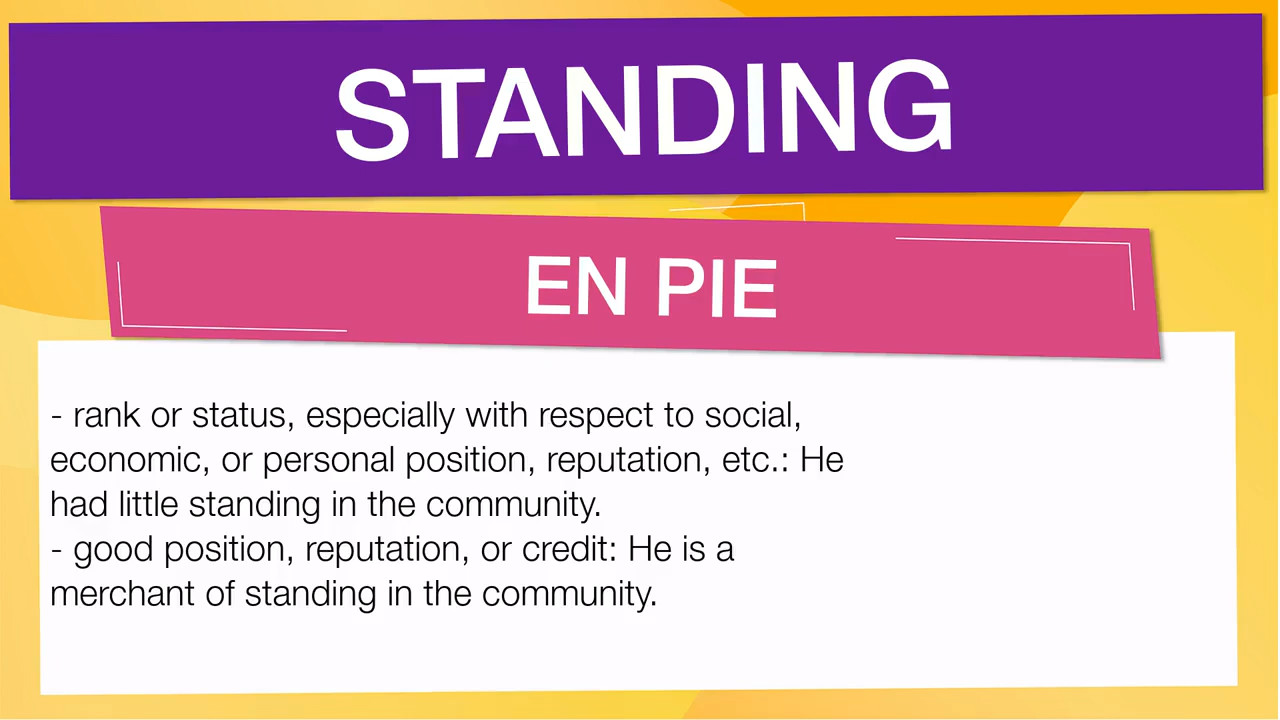 STANDING
EN PIE
- rank or status, especially with respect to social,
economic, or personal position, reputation, etc.: He
had little standing in the community.
- good position, reputation, or credit: He is a
merchant of standing in the community.